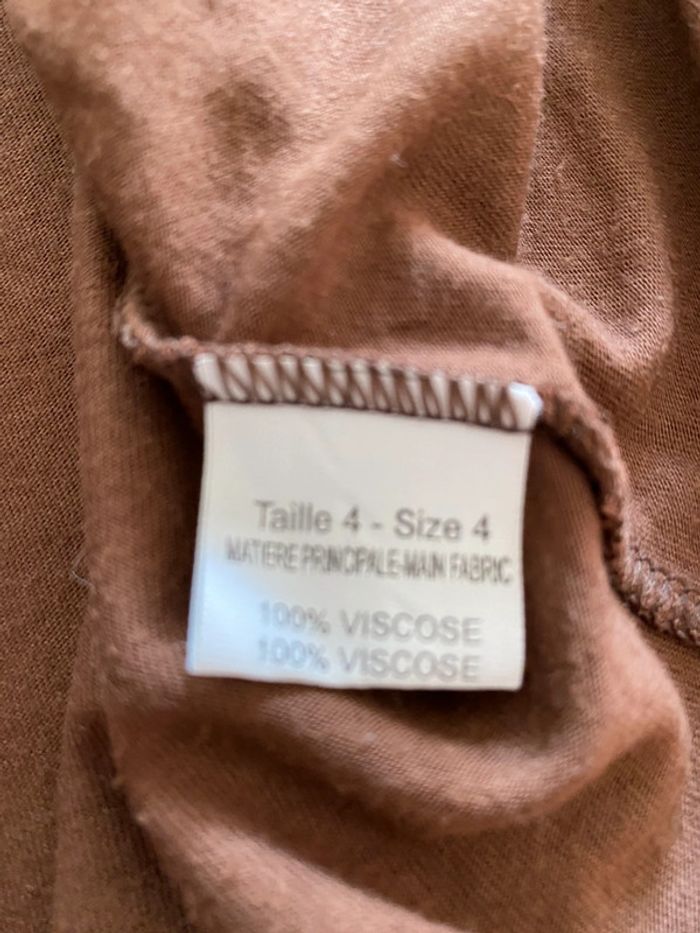 Taille 4 - Size 4
MATIERE PRINCIPALE-MAIN FABRIC
100% VISCOSE
100% VISCOSE